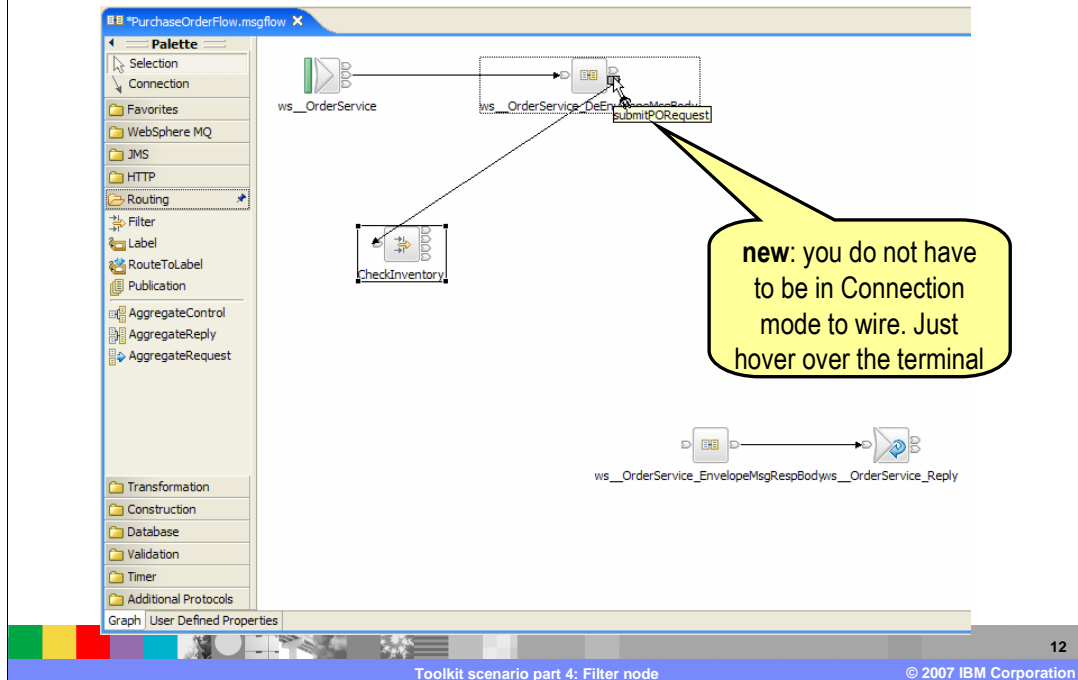 *PurchaseOrderFlow.msgflow
Palette
Selection
Connection
Favorites
WebSphere MQ
JMS
HTTP
Routing
Filter
Label
RouteToLabel
Publication
AggregateControl
AggregateReply
AggregateRequest
Transformation
Construction
Database
Validation
Timer
Additional Protocols
Graph User Defined Properties
ws__OrderService
ws__OrderService_DeEnvelopeMsgBody
submitPORequest
CheckInventory
new: you do not have
to be in Connection
mode to wire. Just
hover over the terminal
ws__OrderService_EnvelopeMsgRespBody
ws__OrderService_Reply
12
Toolkit scenario part 4: Filter node
© 2007 IBM Corporation